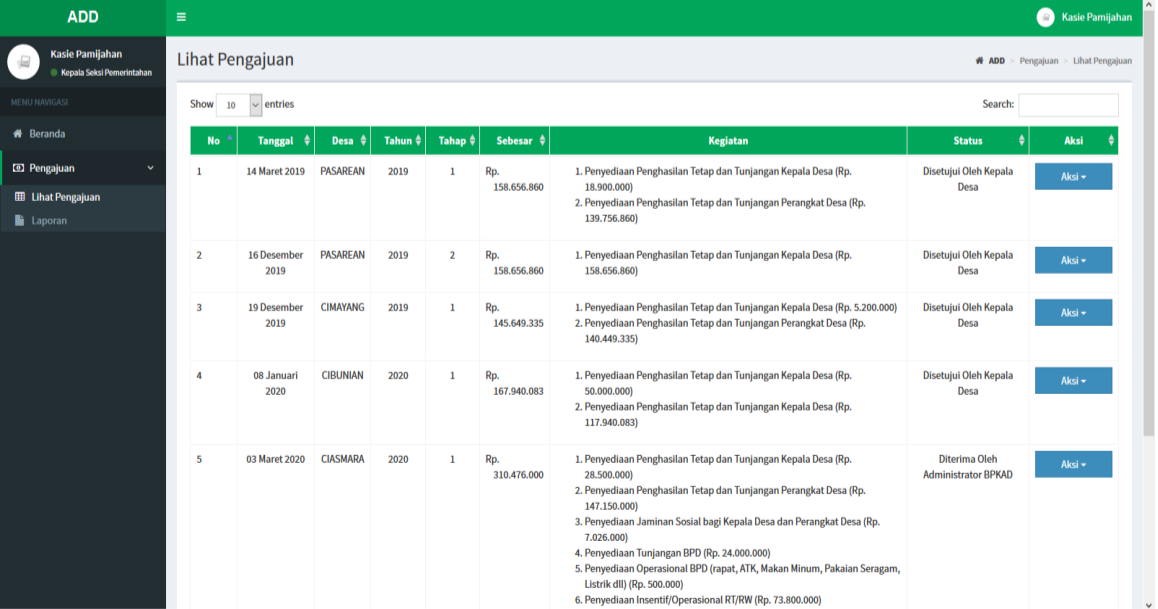 ADD
Kasie Pamijahan
Kasie Pamijahan
Kepala Seksi Pemerintahan
MENU NAVIGASI
Beranda
Pengajuan
Lihat Pengajuan
Laporan
Lihat Pengajuan
ADD > Pengajuan > Lihat Pengajuan
Show 10 entries
Search:
No Tanggal Desa Tahun Tahap Sebesar Kegiatan Status Aksi
1 14 Maret 2019 PASAREAN 2019 1 Rp. 1. Penyediaan Penghasilan Tetap dan Tunjangan Kepala Desa (Rp. Disetujui Oleh Kepala Aksi
158.656.860 18.900.000) Desa
2. Penyediaan Penghasilan Tetap dan Tunjangan Perangkat Desa (Rp.
139.756.860)
2 16 Desember PASAREAN 2019 2 Rp. 1. Penyediaan Penghasilan Tetap dan Tunjangan Kepala Desa (Rp. Disetujui Oleh Kepala Aksi
2019 158.656.860 158.656.860) Desa
3 19 Desember CIMAYANG 2019 1 Rp. 1. Penyediaan Penghasilan Tetap dan Tunjangan Kepala Desa (Rp. 5.200.000) Disetujui Oleh Kepala Aksi
2019 145.649.335 2. Penyediaan Penghasilan Tetap dan Tunjangan Perangkat Desa (Rp. Desa
140.449.335)
4 08 Januari CIBUNIAN 2020 1 Rp. 1. Penyediaan Penghasilan Tetap dan Tunjangan Kepala Desa (Rp. Disetujui Oleh Kepala Aksi
2020 167.940.083 50.000.000) Desa
2. Penyediaan Penghasilan Tetap dan Tunjangan Kepala Desa (Rp.
117.940.083)
5 03 Maret 2020 CIASMARA 2020 1 Rp. 1. Penyediaan Penghasilan Tetap dan Tunjangan Kepala Desa (Rp. Diterima Oleh Aksi
310.476.000 28.500.000) Administrator BPKAD
2. Penyediaan Penghasilan Tetap dan Tunjangan Perangkat Desa (Rp.
147.150.000)
3. Penyediaan Jaminan Sosial bagi Kepala Desa dan Perangkat Desa (Rp.
7.026.000)
4. Penyediaan Tunjangan BPD (Rp. 24.000.000)
5. Penyediaan Operasional BPD (rapat, ATK, Makan Minum, Pakaian Seragam,
Listrik dll) (Rp. 500.000)
6. Penyediaan Insentif/Operasional RT/RW (Rp. 73.800.000)